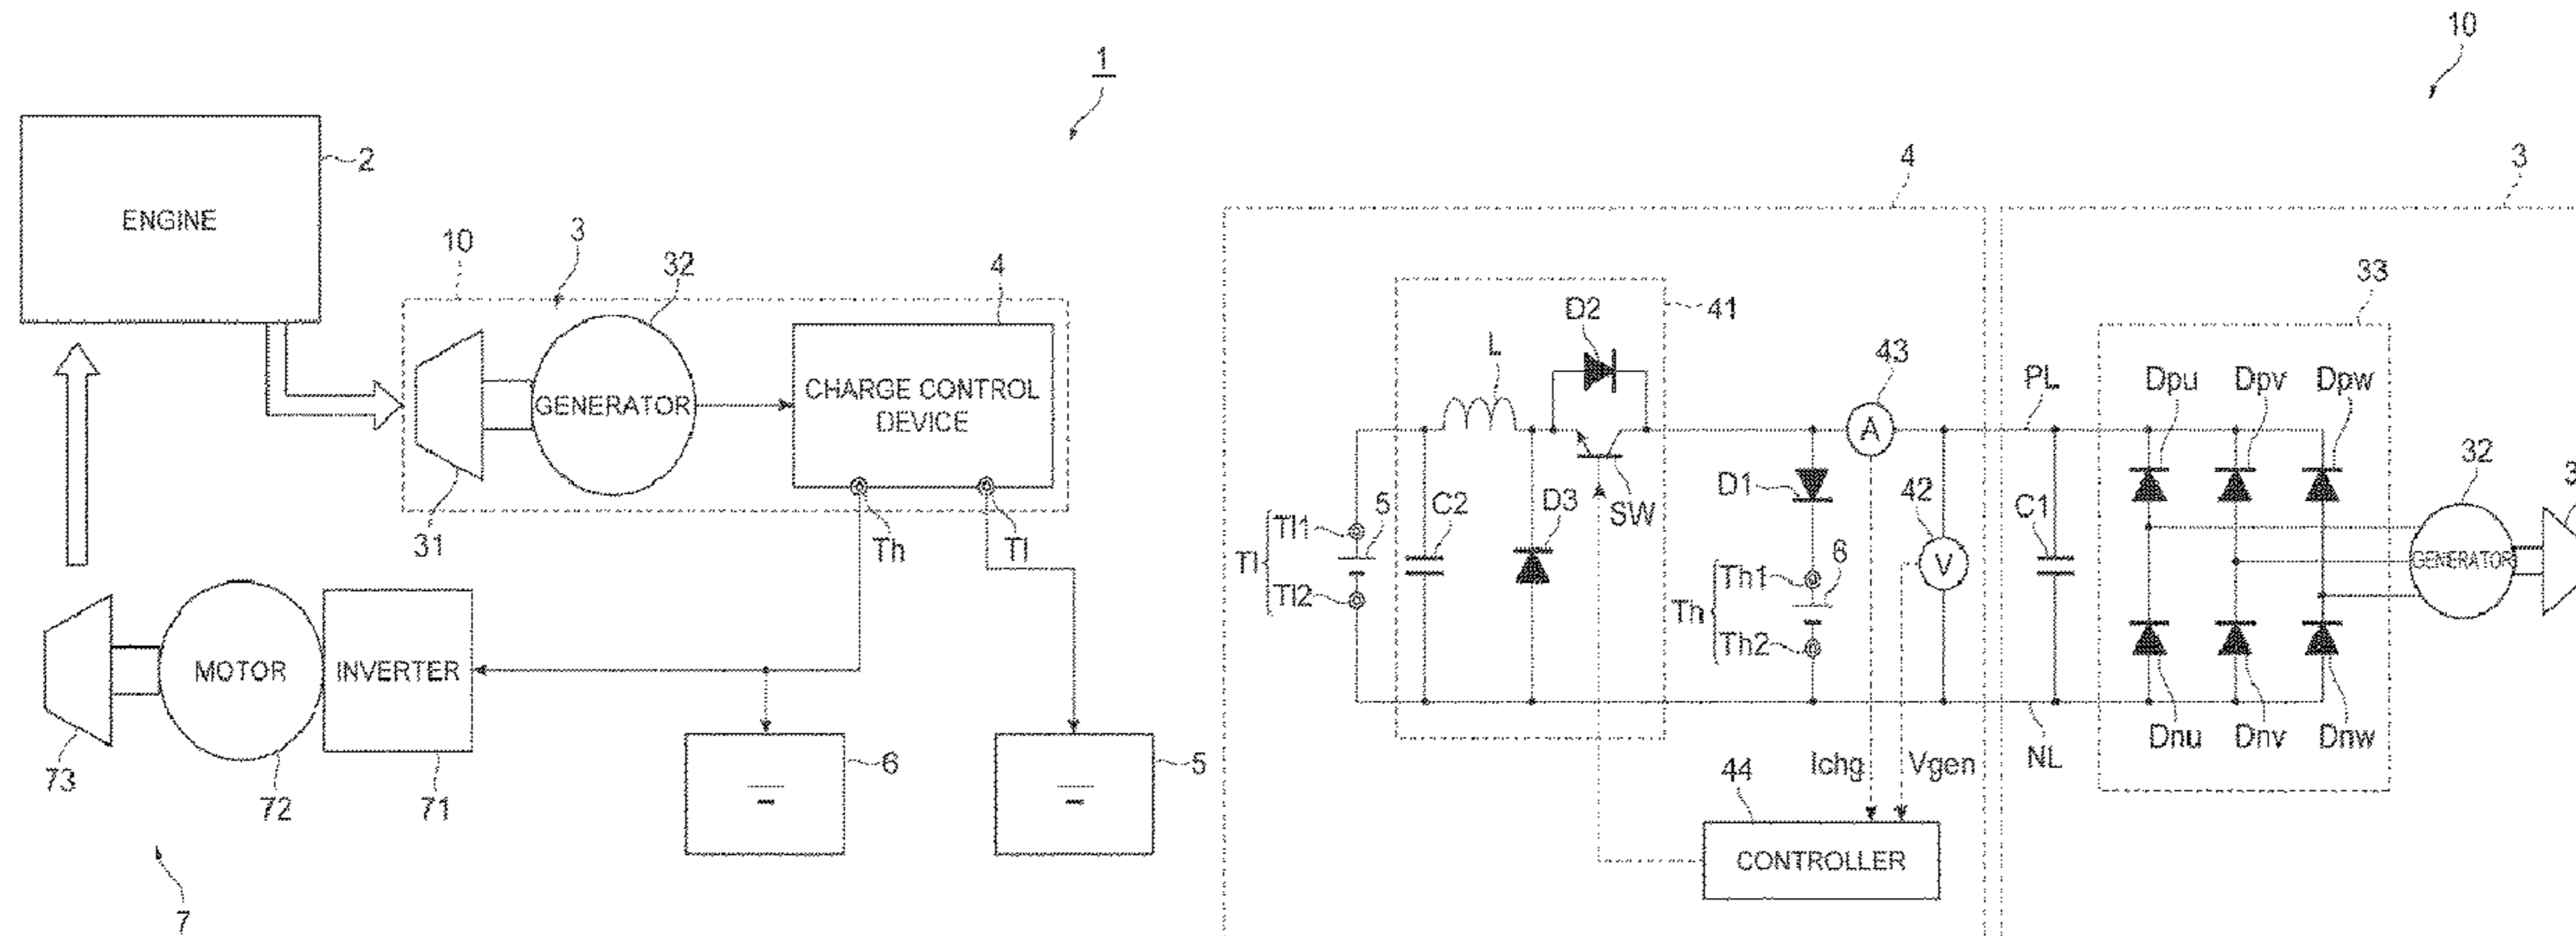 1
2
ENGINE
10
3
32
4
GENERATOR
CHARGE CONTROL
DEVICE
31
Th
Tl
MOTOR
INVERTER
73
72
71
6
5
7
10
4
3
33
41
D2
L
43
PL
Dpu
Dpv
Dpw
A
32
D1
SW
42
5
C2
D3
C1
Tl1
Tl
Tl2
6
V
GENERATOR
Th1
Th
Th2
Dnu
Dnv
Dnw
NL
Ichg
Vgen
44
CONTROLLER